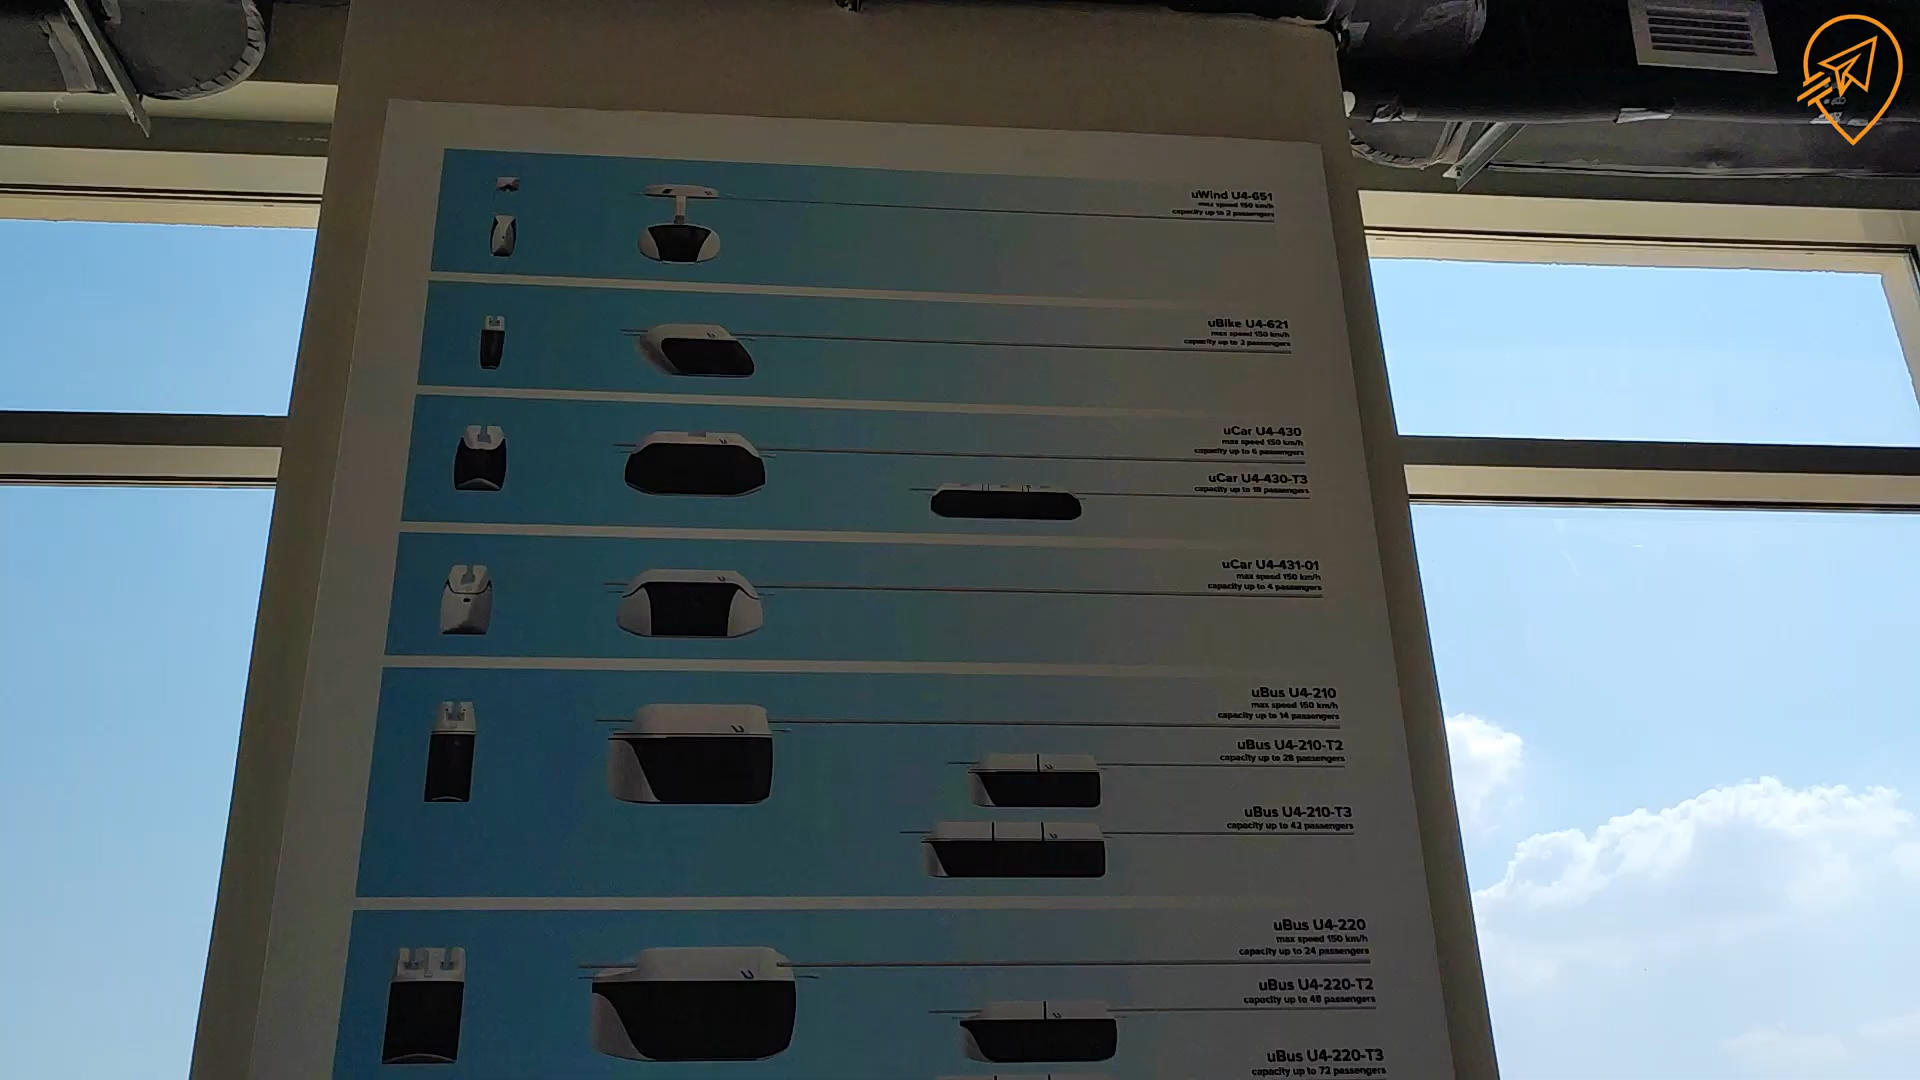 uWind U4-651
max speed 150 km/h
capacity up to 2 passengers
uBike U4-621
max speed 150 km/h
capacity up to 2 passengers
uCar U4-430
max speed 150 km/h
capacity up to 6 passengers
uCar U4-430-T3
capacity up to 18 passengers
uCar U4-431-01
max speed 150 km/h
capacity up to 4 passengers
uBus U4-210
max speed 150 km/h
capacity up to 14 passengers
uBus U4-210-T2
capacity up to 28 passengers
uBus U4-210-T3
capacity up to 42 passengers
uBus U4-220
max speed 150 km/h
capacity up to 24 passengers
uBus U4-220-T2
capacity up to 48 passengers
uBus U4-220-T3
capacity up to 72 passengers